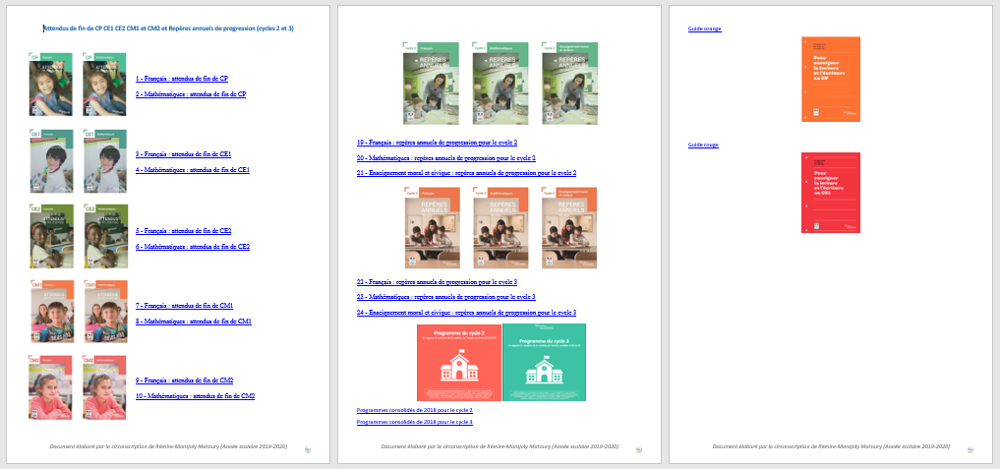 Attendus de fin de CP CE1 CE2 CM1 et CM2 et Repères annuels de progression (cycles 2 et 3)
CP
CP
1 - Français : attendus de fin de CP
2 - Mathématiques : attendus de fin de CP
CE1
CE1
3 - Français : attendus de fin de CE1
4 - Mathématiques : attendus de fin de CE1
CE2
CE2
5 - Français : attendus de fin de CE2
6 - Mathématiques : attendus de fin de CE2
CM1
CM1
7 - Français : attendus de fin de CM1
8 - Mathématiques : attendus de fin de CM1
CM2
CM2
9 - Français : attendus de fin de CM2
10 - Mathématiques : attendus de fin de CM2
Document élaboré par la circonscription de Rémire-Montjoly Matoury (Année scolaire 2019-2020)
REPÈRES
ANNUELS
REPÈRES
ANNUELS
REPÈRES
ANNUELS
19 - Français : repères annuels de progression pour le cycle 2
20 - Mathématiques : repères annuels de progression pour le cycle 2
21 - Enseignement moral et civique : repères annuels de progression pour le cycle 2
REPÈRES
ANNUELS
REPÈRES
ANNUELS
REPÈRES
ANNUELS
22 - Français : repères annuels de progression pour le cycle 3
23 - Mathématiques : repères annuels de progression pour le cycle 3
24 - Enseignement moral et civique : repères annuels de progression pour le cycle 3
Programme du cycle 2
Programme du cycle 3
Programmes consolidés de 2018 pour le cycle 2
Programmes consolidés de 2018 pour le cycle 3
Document élaboré par la circonscription de Rémire-Montjoly Matoury (Année scolaire 2019-2020)
Guide orange
Pour
enseigner
la lecture
et l'écriture
au CP
Guide rouge
Pour
enseigner
la lecture
et l'écriture
au CE1
Document élaboré par la circonscription de Rémire-Montjoly Matoury (Année scolaire 2019-2020)